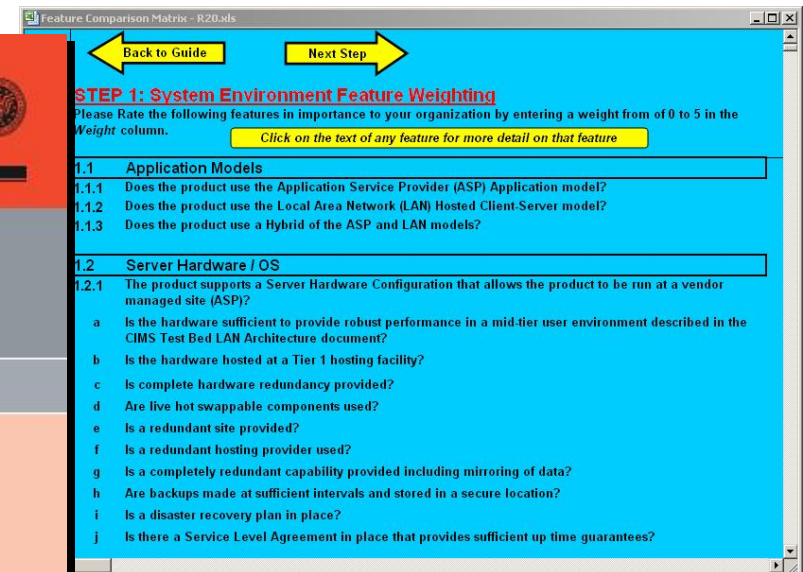 Feature Comparison Matrix - R20.xls
Back to Guide
Next Step
STEP 1: System Environment Feature Weighting
Please Rate the following features in importance to your organization by entering a weight from of 0 to 5 in the
Weight column.
Click on the text of any feature for more detail on that feature
1.1 Application Models
1.1.1 Does the product use the Application Service Provider (ASP) Application model?
1.1.2 Does the product use the Local Area Network (LAN) Hosted Client-Server model?
1.1.3 Does the product use a Hybrid of the ASP and LAN models?
1.2 Server Hardware / OS
1.2.1 The product supports a Server Hardware Configuration that allows the product to be run at a vendor
managed site (ASP)?
a Is the hardware sufficient to provide robust performance in a mid-tier user environment described in the
CIMS Test Bed LAN Architecture document?
b Is the hardware hosted at a Tier 1 hosting facility?
c Is complete hardware redundancy provided?
d Are live hot swappable components used?
e Is a redundant site provided?
f Is a redundant hosting provider used?
g Is a completely redundant capability provided including mirroring of data?
h Are backups made at sufficient intervals and stored in a secure location?
i Is a disaster recovery plan in place?
j Is there a Service Level Agreement in place that provides sufficient up time guarantees?